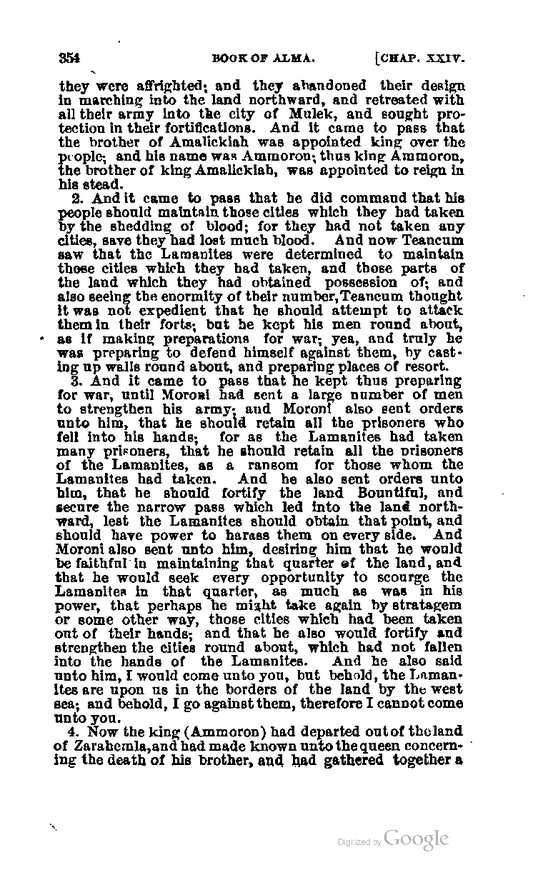 354 BOOK OF ALMA. [CHAP. XXIV.
they were affrighted; and they abandoned their design
in marching into the land northward, and retreated with
all their army into the city of Mulek, and sought pro-
tection in their fortifications. And it came to pass that
the brother of Amalickiah was appointed king over the
people; and his name was Ammoron; thus king Ammoron,
the brother of king Amalickiah, was appointed to reign in
his stead.
2. And it came to pass that he did command that his
people should maintain those cities which they had taken
by the shedding of blood; for they had not taken any
cities, save they had lost much blood. And now Teancum
saw that the Lamanites were determined to maintain
those cities which they had taken, and those parts of
the land which they had obtained possession of; and
also seeing the enormity of their number, Teancum thought
it was not expedient that he should attempt to attack
them in their forts; but he kept his men round about,
as if making preparations for war; yea, and truly he
was preparing to defend himself against them, by cast-
ing up walls round about, and preparing places of resort.
3. And it came to pass that he kept thus preparing
for war, until Moroni had sent a large number of men
to strengthen his army; and Moroni also sent orders
unto him, that he should retain all the prisoners who
fell into his hands; for as the Lamanites had taken
many prisoners, that he should retain all the prisoners
of the Lamanites, as a ransom for those whom the
Lamanites had taken. And he also sent orders unto
him, that he should fortify the land Bountiful, and
secure the narrow pass which led into the land north-
ward, lest the Lamanites should obtain that point, and
should have power to harass them on every side. And
Moroni also sent unto him, desiring him that he would
be faithful in maintaining that quarter of the land, and
that he would seek every opportunity to scourge the
Lamanites in that quarter, as much as was in his
power, that perhaps he might take again by stratagem
or some other way, those cities which had been taken
out of their hands; and that he also would fortify and
strengthen the cities round about, which had not fallen
into the hands of the Lamanites. And he also said
unto him, I would come unto you, but behold, the Laman-
ites are upon us in the borders of the land by the west
sea; and behold, I go against them, therefore I cannot come
unto you.
4. Now the king (Ammoron) had departed out of the land
of Zarahemla, and had made known unto the queen concern-
ing the death of his brother, and had gathered together a
Digitized by Google